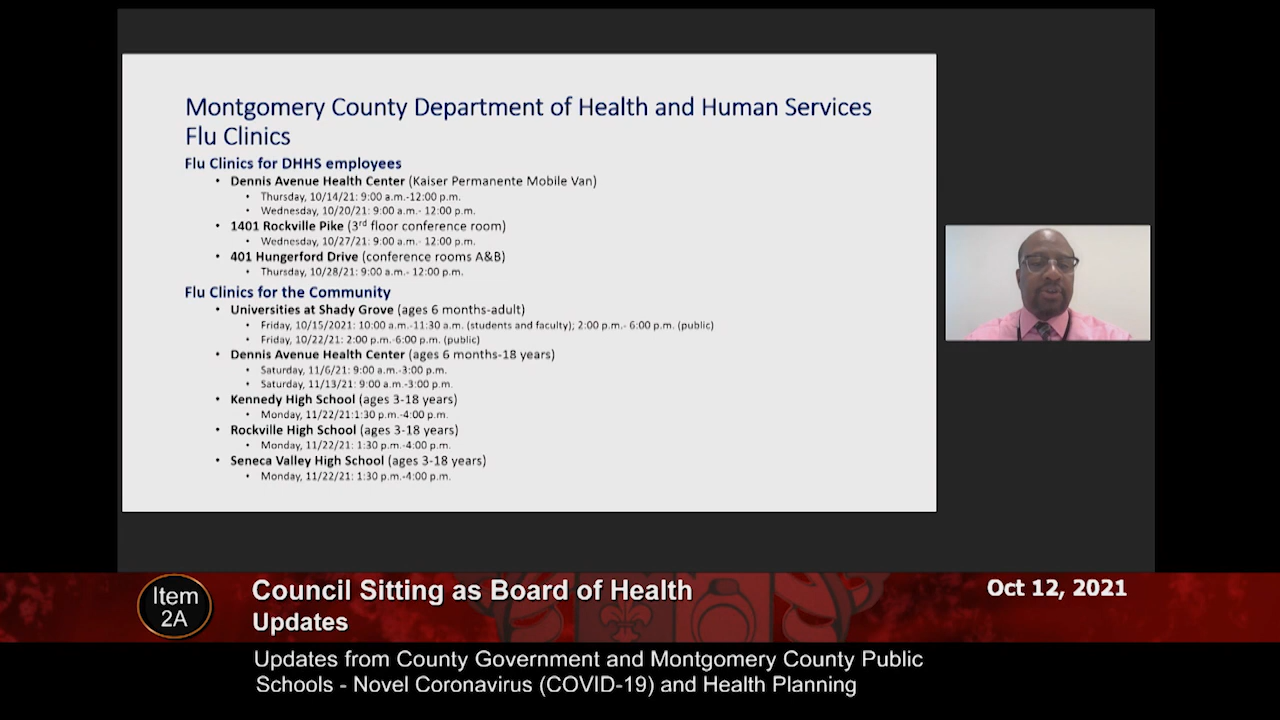 Montgomery County Department of Health and Human Services
Flu Clinics
Flu Clinics for DHHS employees
• Dennis Avenue Health Center (Kaiser Permanente Mobile Van)
• Thursday, 10/14/21: 9:00 a.m.-12:00 p.m.
• Wednesday, 10/20/21: 9:00 a.m.- 12:00 p.m.
• 1401 Rockville Pike (3rd floor conference room)
• Wednesday, 10/27/21: 9:00 a.m.- 12:00 p.m.
• 401 Hungerford Drive (conference rooms A&B)
• Thursday, 10/28/21: 9:00 a.m.- 12:00 p.m.
Flu Clinics for the Community
• Universities at Shady Grove (ages 6 months-adult)
• Friday, 10/15/2021: 10:00 a.m.-11:30 a.m. (students and faculty); 2:00 p.m.- 6:00 p.m. (public)
• Friday, 10/22/21: 2:00 p.m.-6:00 p.m. (public)
• Dennis Avenue Health Center (ages 6 months-18 years)
• Saturday, 11/6/21: 9:00 a.m.-3:00 p.m.
• Saturday, 11/13/21: 9:00 a.m.-3:00 p.m.
• Kennedy High School (ages 3-18 years)
• Monday, 11/22/21:1:30 p.m.-4:00 p.m.
• Rockville High School (ages 3-18 years)
• Monday, 11/22/21: 1:30 p.m.-4:00 p.m.
• Seneca Valley High School (ages 3-18 years)
• Monday, 11/22/21: 1:30 p.m.-4:00 p.m.
Item
2A
Council Sitting as Board of Health
Updates
Oct 12, 2021
Updates from County Government and Montgomery County Public
Schools - Novel Coronavirus (COVID-19) and Health Planning